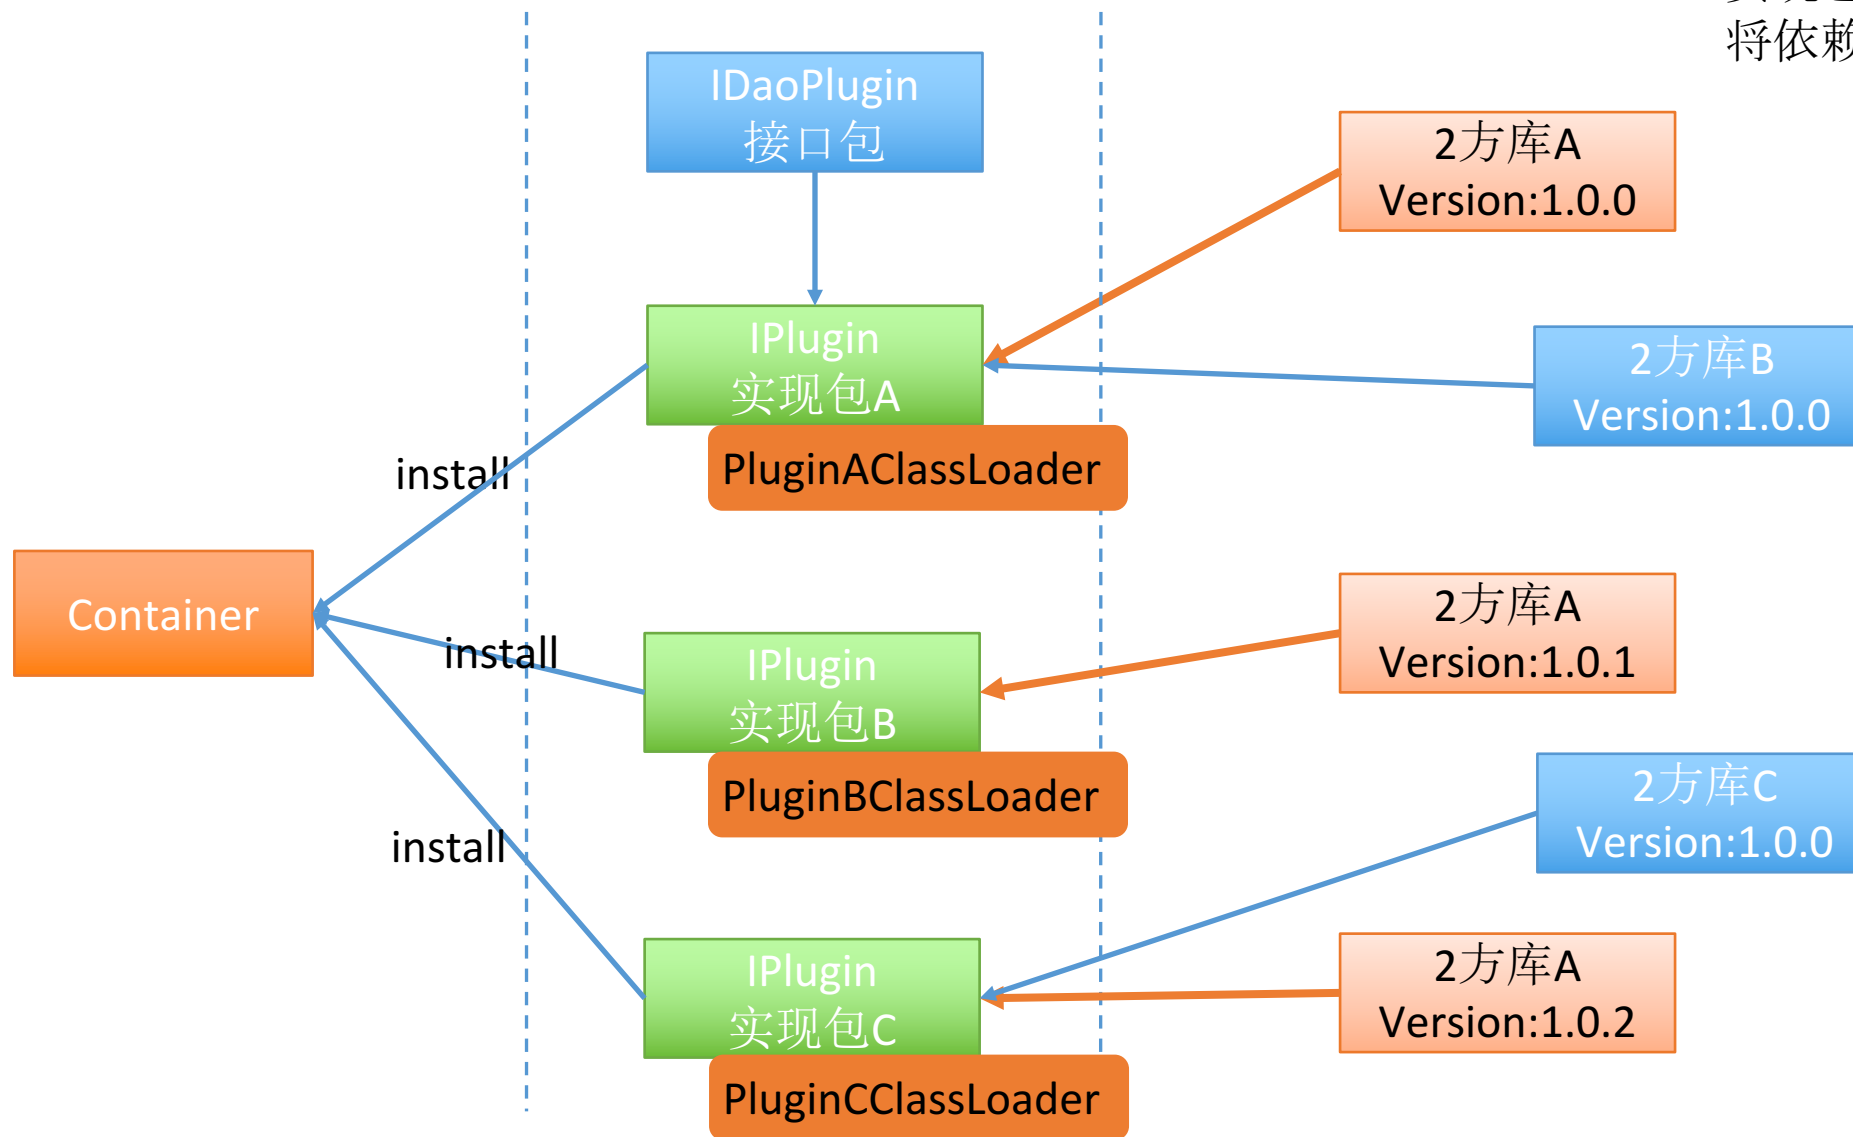 将依赖
IDaoPlugin
接口包
2方库A
Version:1.0.0
IPlugin
实现包A
2方库B
Version:1.0.0
PluginAClassLoader
install
Container
2方库A
Version:1.0.1
install
IPlugin
实现包B
PluginBClassLoader
2方库C
Version:1.0.0
install
IPlugin
实现包C
2方库A
Version:1.0.2
PluginCClassLoader